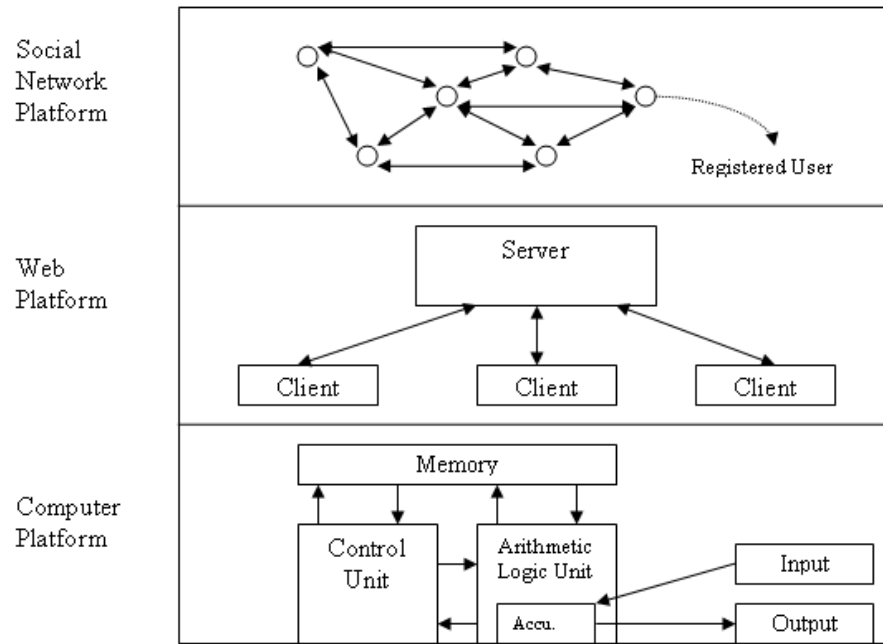 Social
Network
Platform
Registered User
Web
Platform
Server
Client
Client
Client
Computer
Platform
Memory
Control
Unit
Arithmetic
Logic Unit
Accu.
Input
Output